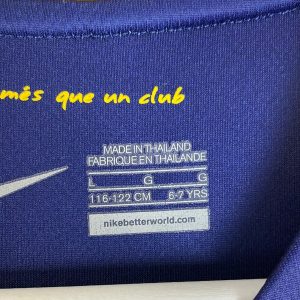 més que un club
MADE IN THAILAND
FABRIQUE EN THAILANDE
L G G
116-122 CM 6-7 YRS
nikebetterworld.com